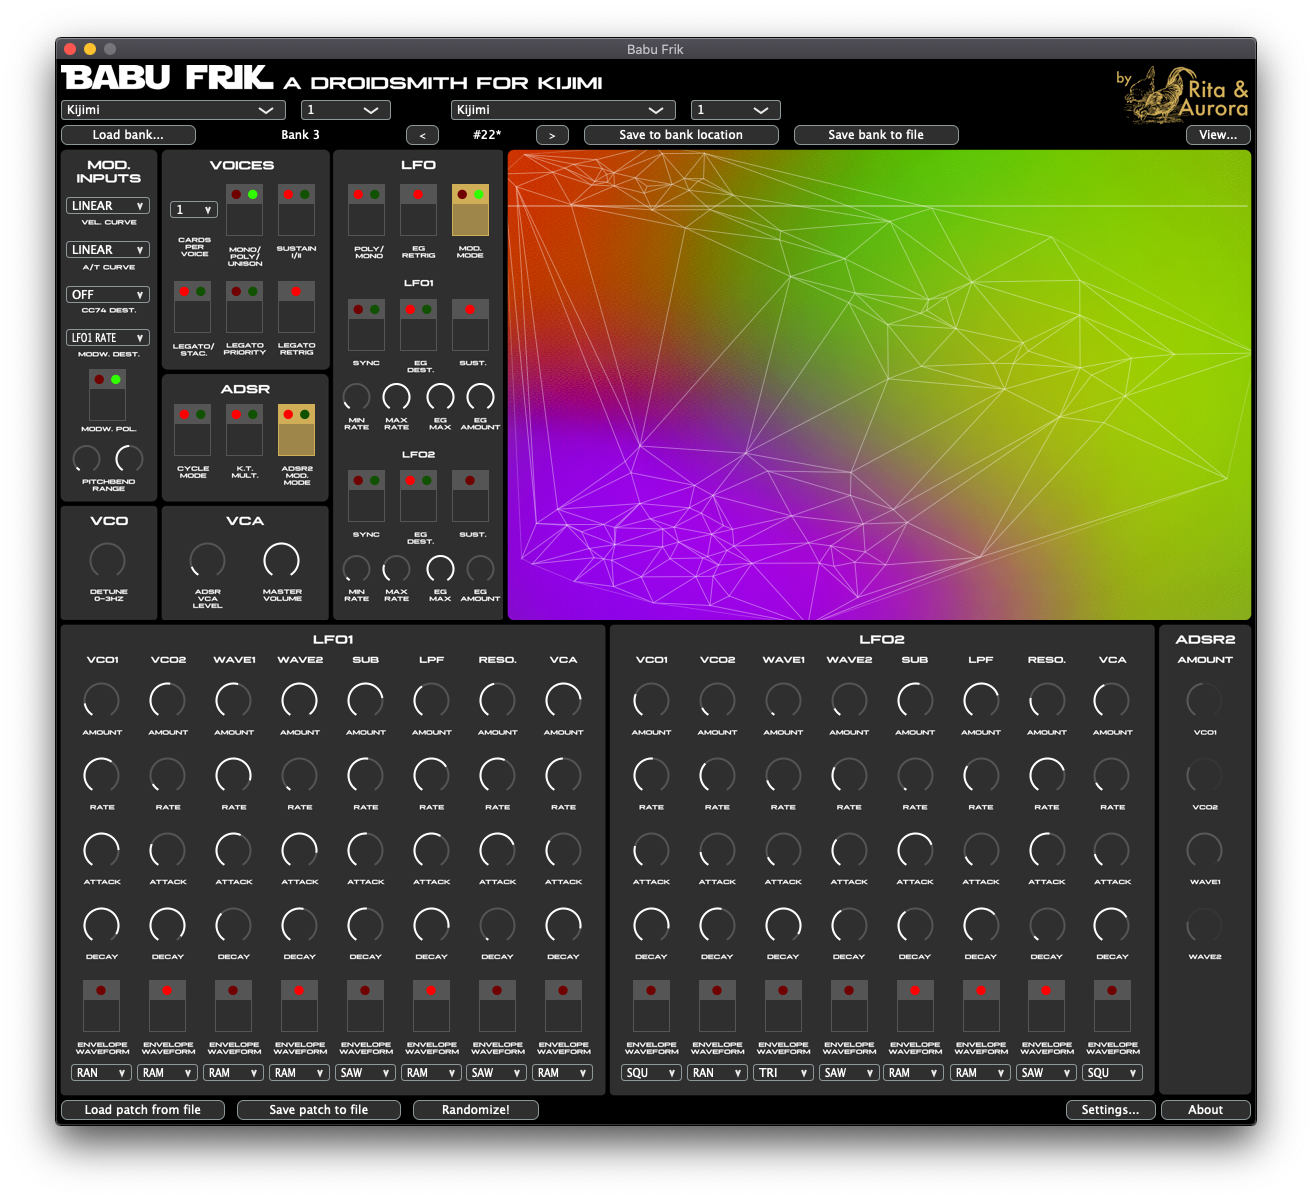 Babu Frik
BABU FRIK A DROIDSMITH FOR KIJIMI
by Rita &
Aurora
Kijimi 1 Kijimi 1
Load bank... Bank 3 < #22* > Save to bank location Save bank to file View...
MOD.
INPUTS
LINEAR
VEL. CURVE
LINEAR
A/T CURVE
OFF
CC74 DEST.
LFO1 RATE
MODW. DEST.
MODW. POL.
PITCHBEND
RANGE
VOICES
1
CARDS
PER
VOICE
MONO/
POLY/
UNISON
SUSTAIN
I/II
LEGATO/
STAC.
LEGATO
PRIORITY
LEGATO
RETRIG
ADSR
CYCLE
MODE
K.T.
MULT.
ADSR2
MOD.
MODE
VCO
DETUNE
0-3HZ
VCA
ADSR
VCA
LEVEL
MASTER
VOLUME
LFO
POLY/
MONO
EG
RETRIG
MOD.
MODE
LFO1
SYNC
EG
DEST.
SUST.
MIN
RATE
MAX
RATE
EG
MAX
EG
AMOUNT
LFO2
SYNC
EG
DEST.
SUST.
MIN
RATE
MAX
RATE
EG
MAX
EG
AMOUNT
LFO1
VCO1 VCO2 WAVE1 WAVE2 SUB LPF RESO. VCA
AMOUNT AMOUNT AMOUNT AMOUNT AMOUNT AMOUNT AMOUNT AMOUNT
RATE RATE RATE RATE RATE RATE RATE RATE
ATTACK ATTACK ATTACK ATTACK ATTACK ATTACK ATTACK ATTACK
DECAY DECAY DECAY DECAY DECAY DECAY DECAY DECAY
ENVELOPE ENVELOPE ENVELOPE ENVELOPE ENVELOPE ENVELOPE ENVELOPE ENVELOPE
WAVEFORM WAVEFORM WAVEFORM WAVEFORM WAVEFORM WAVEFORM WAVEFORM WAVEFORM
RAN RAM RAM RAM SAW RAM SAW RAM
LFO2
VCO1 VCO2 WAVE1 WAVE2 SUB LPF RESO. VCA
AMOUNT AMOUNT AMOUNT AMOUNT AMOUNT AMOUNT AMOUNT AMOUNT
RATE RATE RATE RATE RATE RATE RATE RATE
ATTACK ATTACK ATTACK ATTACK ATTACK ATTACK ATTACK ATTACK
DECAY DECAY DECAY DECAY DECAY DECAY DECAY DECAY
ENVELOPE ENVELOPE ENVELOPE ENVELOPE ENVELOPE ENVELOPE ENVELOPE ENVELOPE
WAVEFORM WAVEFORM WAVEFORM WAVEFORM WAVEFORM WAVEFORM WAVEFORM WAVEFORM
SQU RAN TRI SAW RAM RAM SAW SQU
ADSR2
AMOUNT
VCO1
VCO2
WAVE1
WAVE2
Load patch from file Save patch to file Randomize! Settings... About